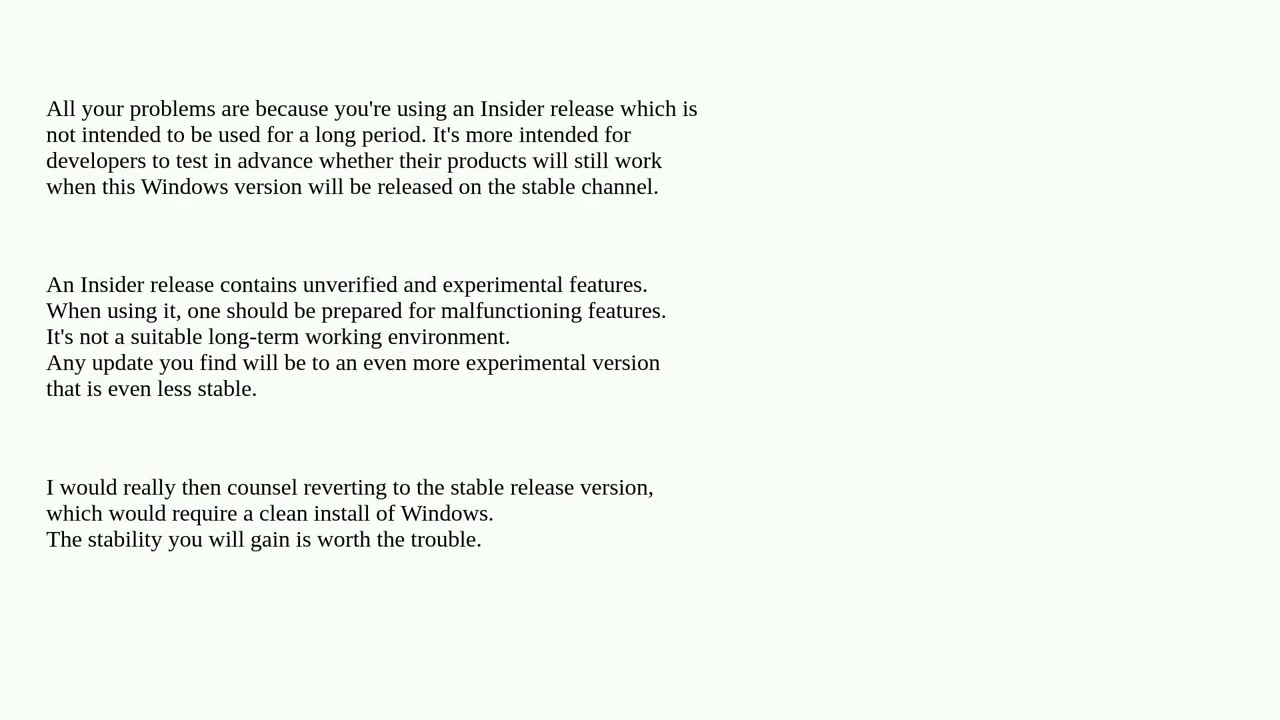 All your problems are because you're using an Insider release which is
not intended to be used for a long period. It's more intended for
developers to test in advance whether their products will still work
when this Windows version will be released on the stable channel.
An Insider release contains unverified and experimental features.
When using it, one should be prepared for malfunctioning features.
It's not a suitable long-term working environment.
Any update you find will be to an even more experimental version
that is even less stable.
I would really then counsel reverting to the stable release version,
which would require a clean install of Windows.
The stability you will gain is worth the trouble.